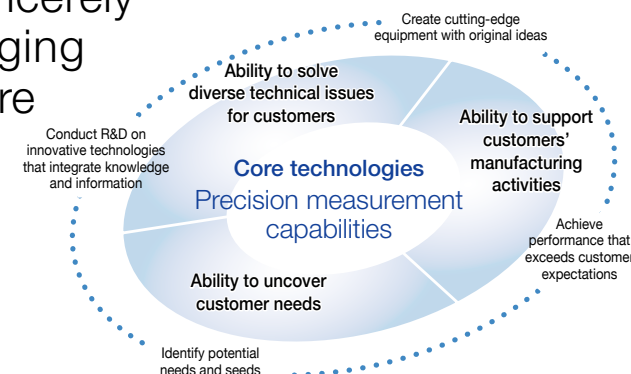 ncerely
ging
re
Create cutting-edge
equipment with original ideas
Ability to solve
diverse technical issues
for customers
Ability to support
customers’
manufacturing
activities
Conduct R&D on
innovative technologies
that integrate knowledge
and information
Core technologies
Precision measurement
capabilities
Achieve
performance that
exceeds customer
expectations
Ability to uncover
customer needs
Identify potential
needs and seeds